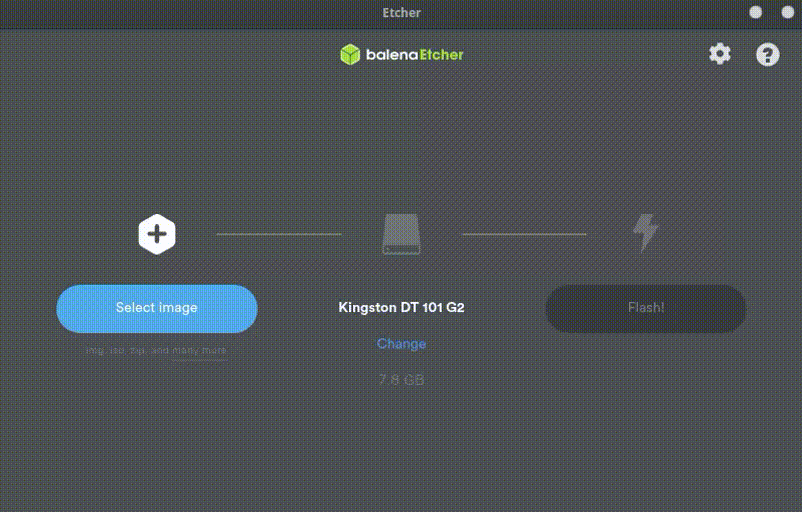 Etcher
balenaEtcher
Select image
img, iso, zip, and many more
Kingston DT 101 G2
Change
7.8 GB
Flash!